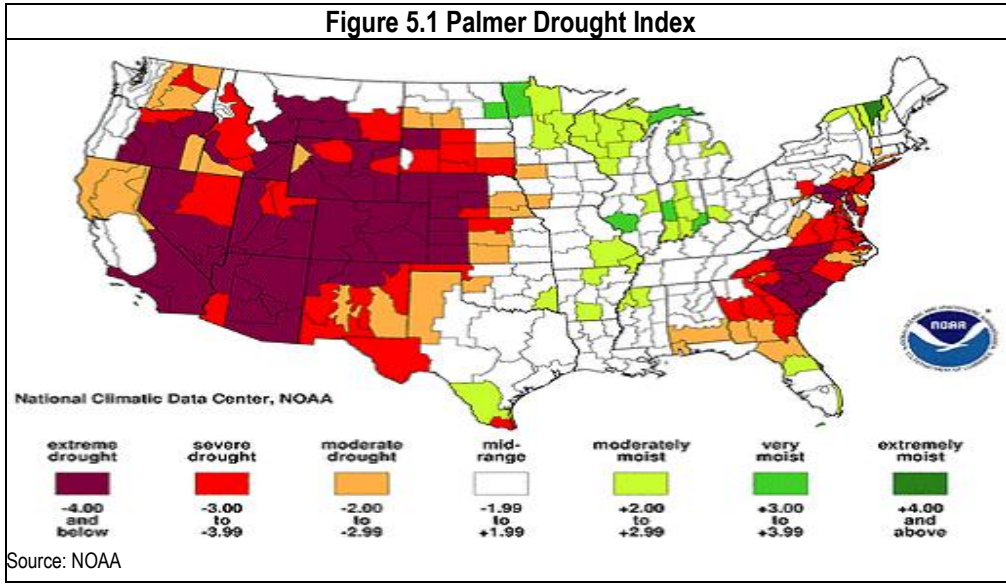 Figure 5.1 Palmer Drought Index
NOAA
National Climatic Data Center, NOAA
extreme drought
severe drought
moderate drought
mid-range
moderately moist
very moist
extremely moist
-4.00 and below
-3.00 to -3.99
-2.00 to -2.99
-1.99 to +1.99
+2.00 to +2.99
+3.00 to +3.99
+4.00 and above
Source: NOAA